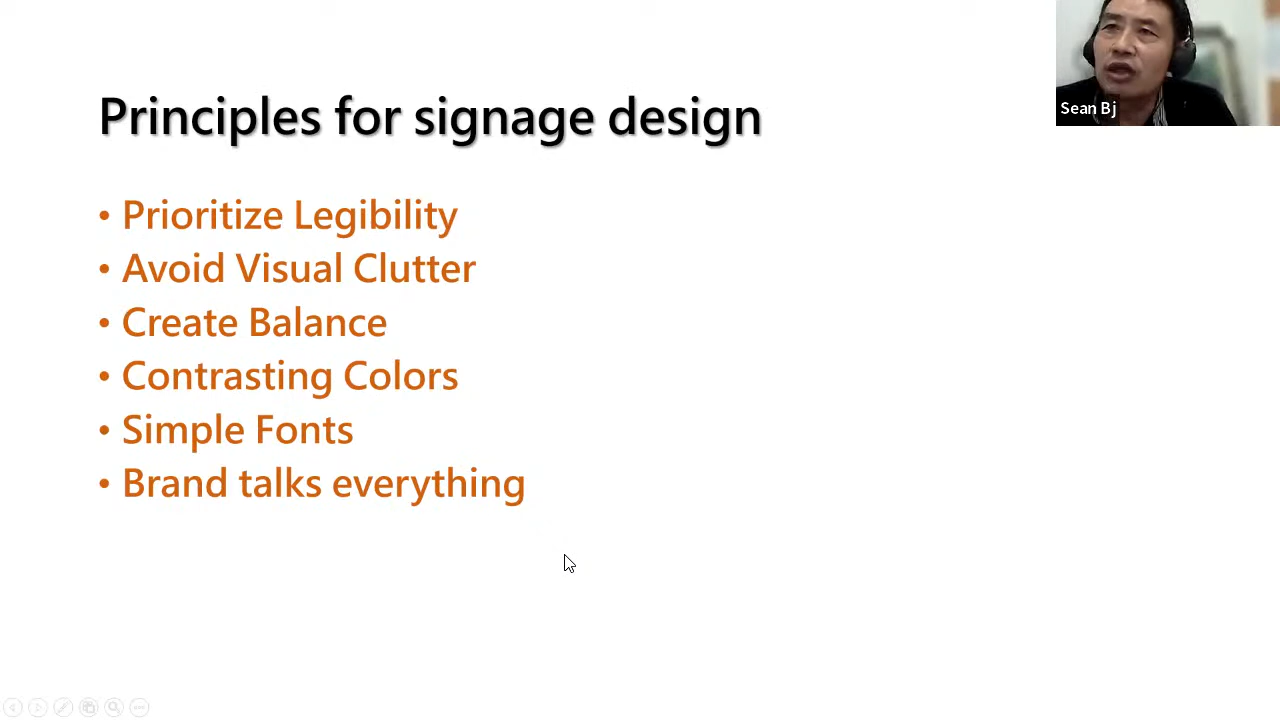 Principles for signage design
• Prioritize Legibility
• Avoid Visual Clutter
• Create Balance
• Contrasting Colors
• Simple Fonts
• Brand talks everything
Sean Bj